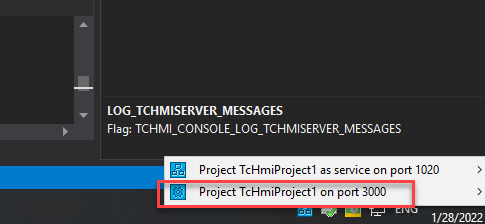 LOG_TCHMISERVER_MESSAGES
Flag: TCHMI_CONSOLE_LOG_TCHMISERVER_MESSAGES
Project TcHmiProject1 as service on port 1020
Project TcHmiProject1 on port 3000
ENG
1/28/2022